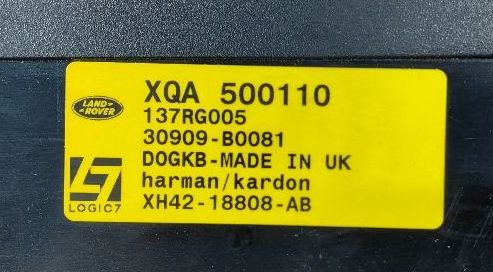 LAND-
ROVER
XQA 500110
137RG005
30909-B0081
DOGKB-MADE IN UK
harman/kardon
LOGIC7
XH42-18808-AB